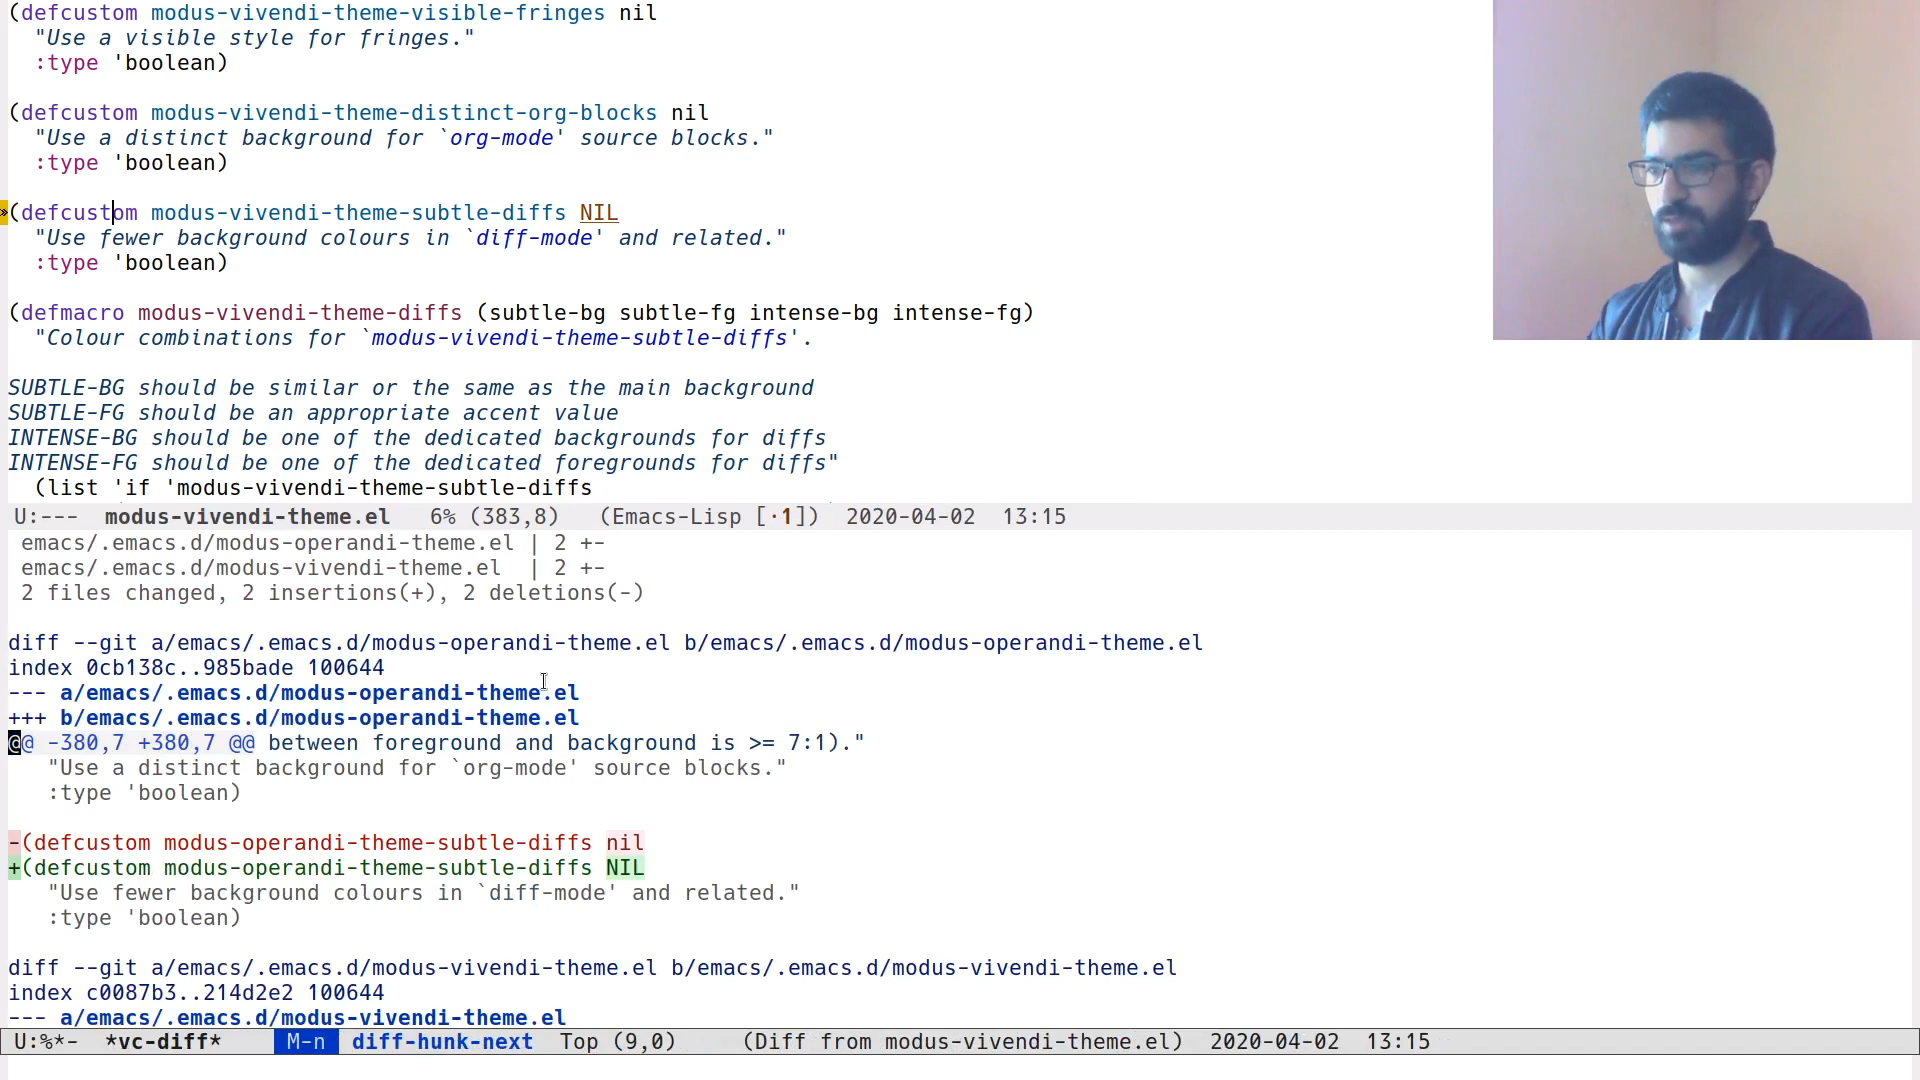 (defcustom modus-vivendi-theme-visible-fringes nil
  "Use a visible style for fringes."
  :type 'boolean)
(defcustom modus-vivendi-theme-distinct-org-blocks nil
  "Use a distinct background for `org-mode' source blocks."
  :type 'boolean)
»(defcustom modus-vivendi-theme-subtle-diffs NIL
  "Use fewer background colours in `diff-mode' and related."
  :type 'boolean)
(defmacro modus-vivendi-theme-diffs (subtle-bg subtle-fg intense-bg intense-fg)
  "Colour combinations for `modus-vivendi-theme-subtle-diffs'.
SUBTLE-BG should be similar or the same as the main background
SUBTLE-FG should be an appropriate accent value
INTENSE-BG should be one of the dedicated backgrounds for diffs
INTENSE-FG should be one of the dedicated foregrounds for diffs"
  (list 'if 'modus-vivendi-theme-subtle-diffs
U:---  modus-vivendi-theme.el   6% (383,8)   (Emacs-Lisp [·1])  2020-04-02  13:15
 emacs/.emacs.d/modus-operandi-theme.el | 2 +-
 emacs/.emacs.d/modus-vivendi-theme.el  | 2 +-
 2 files changed, 2 insertions(+), 2 deletions(-)
diff --git a/emacs/.emacs.d/modus-operandi-theme.el b/emacs/.emacs.d/modus-operandi-theme.el
index 0cb138c..985bade 100644
--- a/emacs/.emacs.d/modus-operandi-theme.el
+++ b/emacs/.emacs.d/modus-operandi-theme.el
@@ -380,7 +380,7 @@ between foreground and background is >= 7:1)."
   "Use a distinct background for `org-mode' source blocks."
   :type 'boolean)
-(defcustom modus-operandi-theme-subtle-diffs nil
+(defcustom modus-operandi-theme-subtle-diffs NIL
   "Use fewer background colours in `diff-mode' and related."
   :type 'boolean)
diff --git a/emacs/.emacs.d/modus-vivendi-theme.el b/emacs/.emacs.d/modus-vivendi-theme.el
index c0087b3..214d2e2 100644
--- a/emacs/.emacs.d/modus-vivendi-theme.el
U:%*-  *vc-diff*    M-n  diff-hunk-next  Top (9,0)     (Diff from modus-vivendi-theme.el)  2020-04-02  13:15